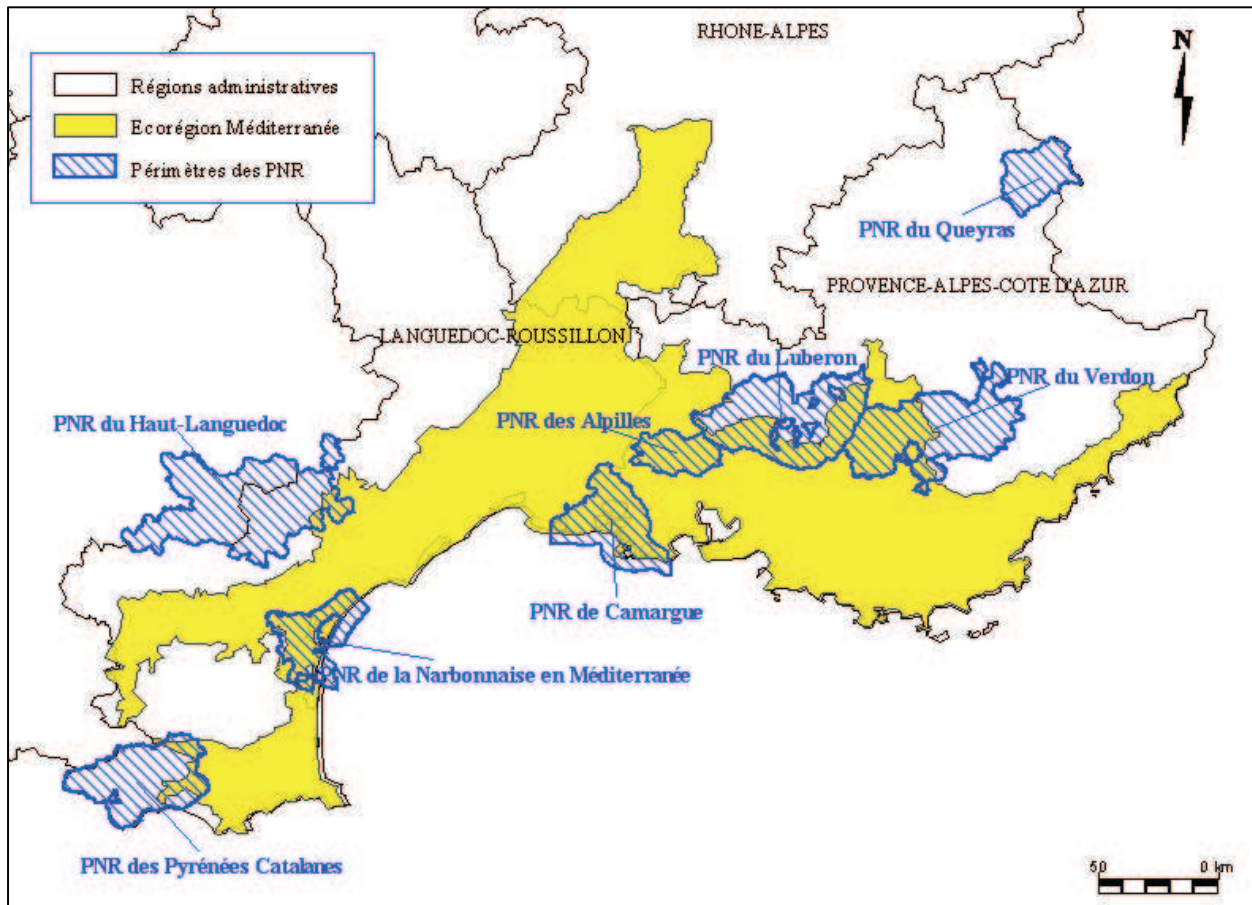 RHONE-ALPES
N
Régions administratives
Ecorégion Méditerranée
Périmètres des PNR
PNR du Queyras
PROVENCE-ALPES-COTE D'AZUR
LANGUEDOC-ROUSSILLON
PNR du Luberon
PNR du Verdon
PNR des Alpilles
PNR du Haut-Languedoc
PNR de Camargue
PNR de la Narbonnaise en Méditerranée
PNR des Pyrénées Catalanes
50 0 km